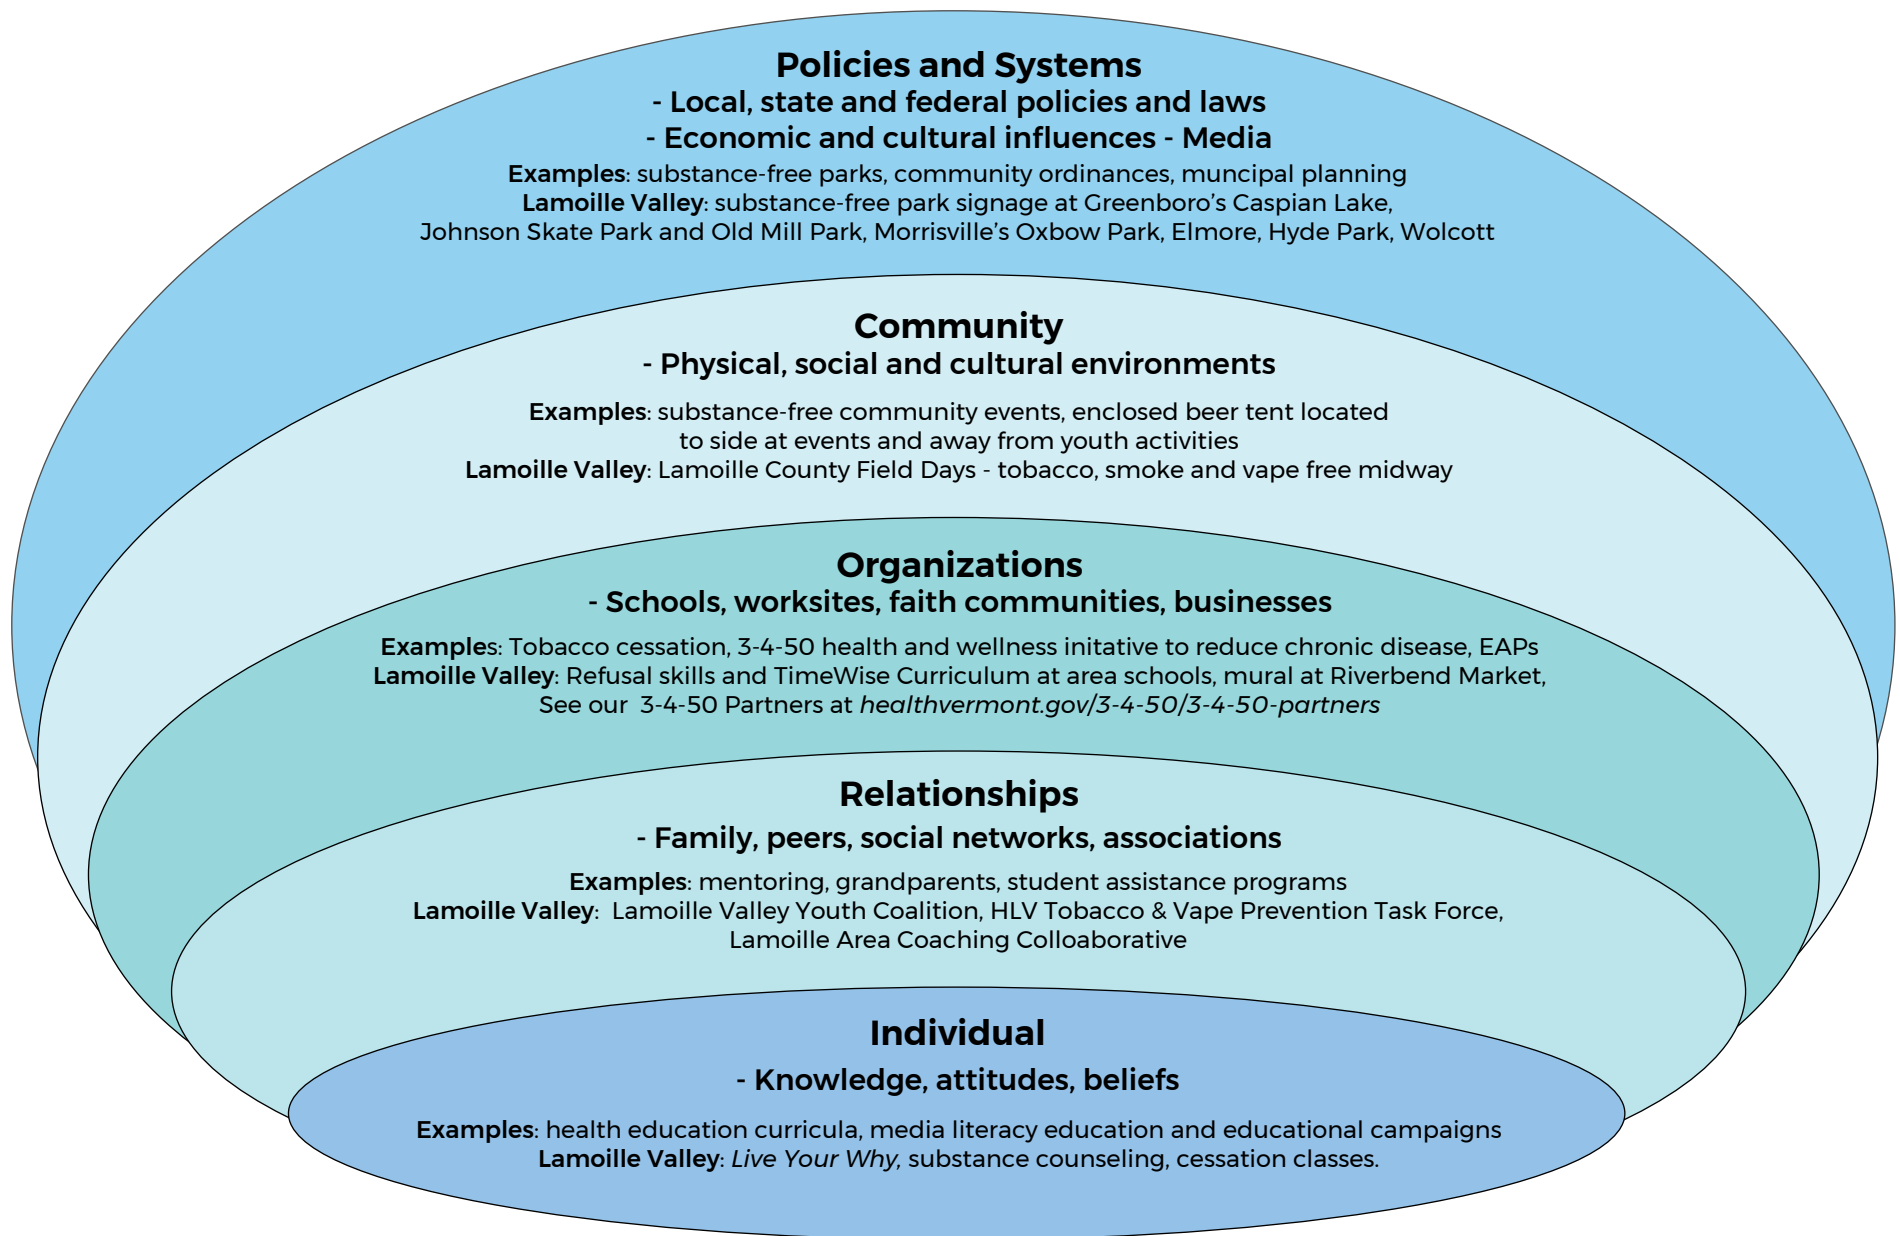 Policies and Systems
- Local, state and federal policies and laws
- Economic and cultural influences - Media
Examples: substance-free parks, community ordinances, muncipal planning
Lamoille Valley: substance-free park signage at Greenboro’s Caspian Lake,
Johnson Skate Park and Old Mill Park, Morrisville’s Oxbow Park, Elmore, Hyde Park, Wolcott
Community
- Physical, social and cultural environments
Examples: substance-free community events, enclosed beer tent located
to side at events and away from youth activities
Lamoille Valley: Lamoille County Field Days - tobacco, smoke and vape free midway
Organizations
- Schools, worksites, faith communities, businesses
Examples: Tobacco cessation, 3-4-50 health and wellness initative to reduce chronic disease, EAPs
Lamoille Valley: Refusal skills and TimeWise Curriculum at area schools, mural at Riverbend Market,
See our 3-4-50 Partners at healthvermont.gov/3-4-50/3-4-50-partners
Relationships
- Family, peers, social networks, associations
Examples: mentoring, grandparents, student assistance programs
Lamoille Valley: Lamoille Valley Youth Coalition, HLV Tobacco & Vape Prevention Task Force,
Lamoille Area Coaching Colloaborative
Individual
- Knowledge, attitudes, beliefs
Examples: health education curricula, media literacy education and educational campaigns
Lamoille Valley: Live Your Why, substance counseling, cessation classes.